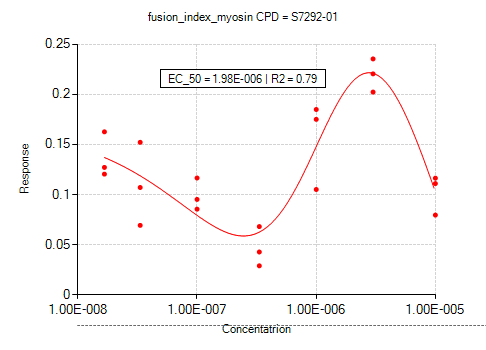 fusion_index_myosin CPD = S7292-01
0.25
EC_50 = 1.98E-006 | R2 = 0.79
0.2
0.15
Response
0.1
0.05
0
1.00E-008 1.00E-007 1.00E-006 1.00E-005
Concentatrion